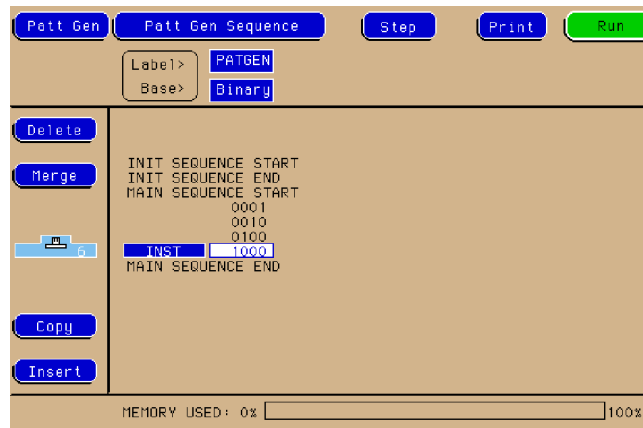 Patt Gen Patt Gen Sequence Step Print Run
Label> PATGEN
Base> Binary
Delete
INIT SEQUENCE START
Merge INIT SEQUENCE END
MAIN SEQUENCE START
0001
0010
0100
6 INST 1000
MAIN SEQUENCE END
Copy
Insert
MEMORY USED: 0% 100%